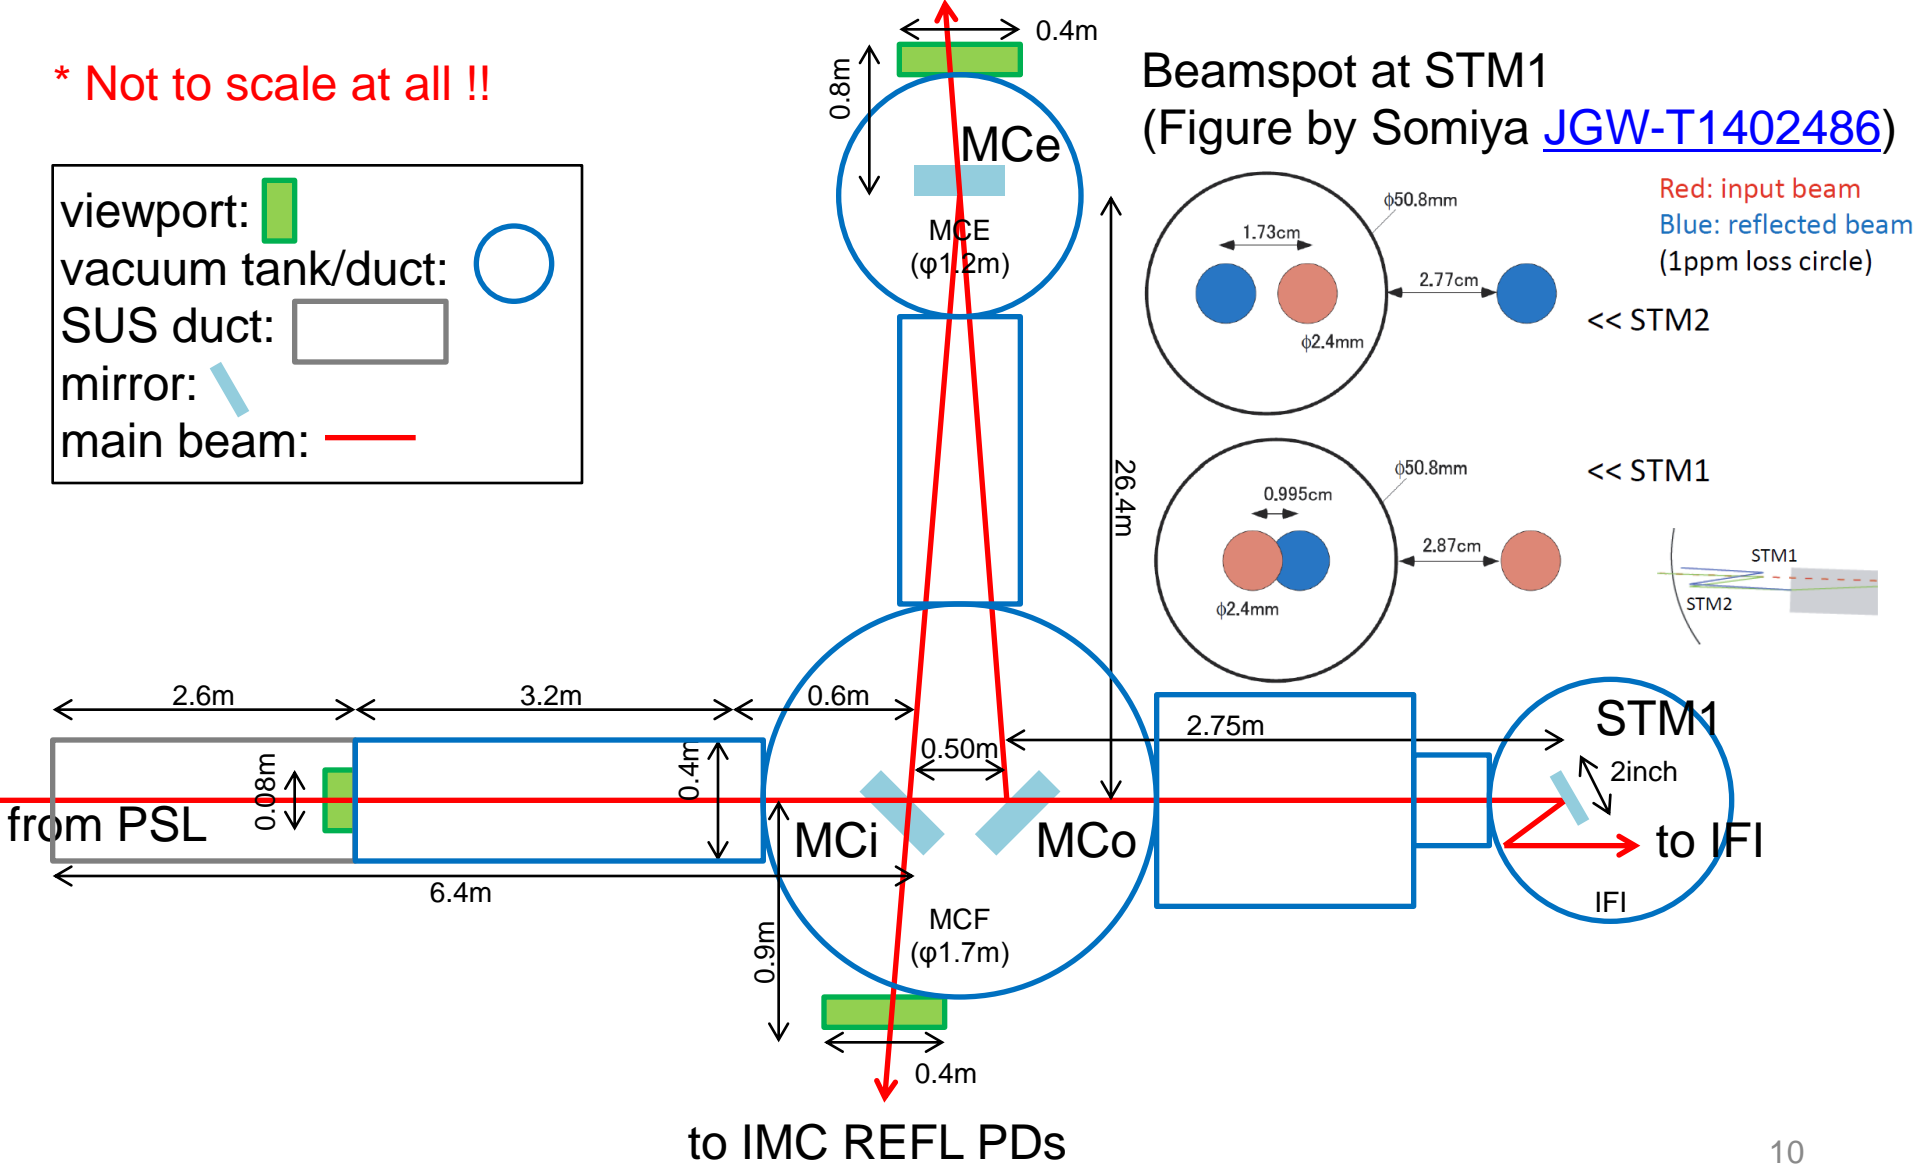 * Not to scale at all !!
viewport:
vacuum tank/duct:
SUS duct:
mirror:
main beam:
0.4m
0.8m
MCe
MCE
(φ1.2m)
Beamspot at STM1
(Figure by Somiya JGW-T1402486)
Red: input beam
Blue: reflected beam
(1ppm loss circle)
ϕ50.8mm
1.73cm
2.77cm
ϕ2.4mm
<< STM2
ϕ50.8mm
0.995cm
2.87cm
ϕ2.4mm
<< STM1
STM1
STM2
26.4m
2.6m
3.2m
0.6m
0.50m
2.75m
STM1
2inch
0.08m
0.4m
from PSL
MCi
MCo
to IFI
6.4m
IFI
MCF
(φ1.7m)
0.9m
0.4m
to IMC REFL PDs
10